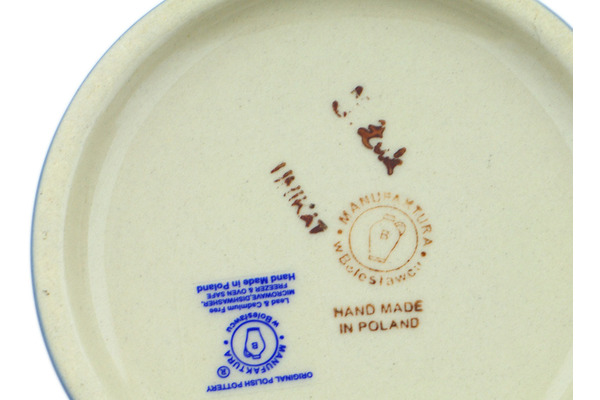 UNIKAT
MANUFAKTURA
w Bolesławcu
B
HAND MADE
IN POLAND
ORIGINAL POLISH POTTERY
MANUFAKTURA
®
B
w Bolesławcu
Lead & Cadmium Free
MICROWAVE, DISHWASHER,
FREEZER & OVEN SAFE
Hand Made in Poland